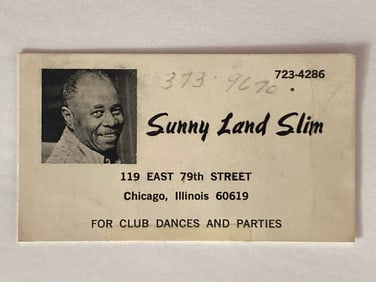 723-4286
373-9670
Sunny Land Slim
119 EAST 79th STREET
Chicago, Illinois 60619
FOR CLUB DANCES AND PARTIES